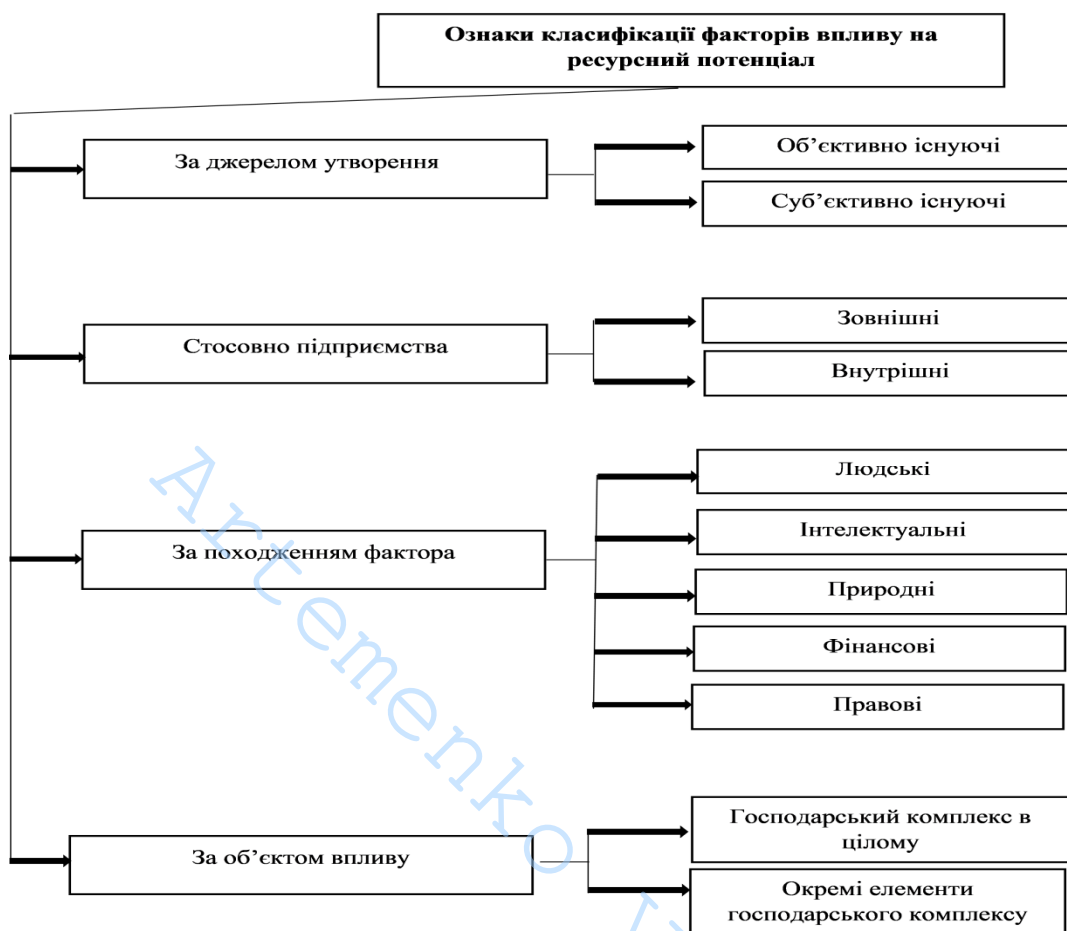 Ознаки класифікації факторів впливу на
ресурсний потенціал
За джерелом утворення
Об’єктивно існуючі
Суб’єктивно існуючі
Стосовно підприємства
Зовнішні
Внутрішні
За походженням фактора
Людські
Інтелектуальні
Природні
Фінансові
Правові
За об’єктом впливу
Господарський комплекс в
цілому
Окремі елементи
господарського комплексу
Artemenko